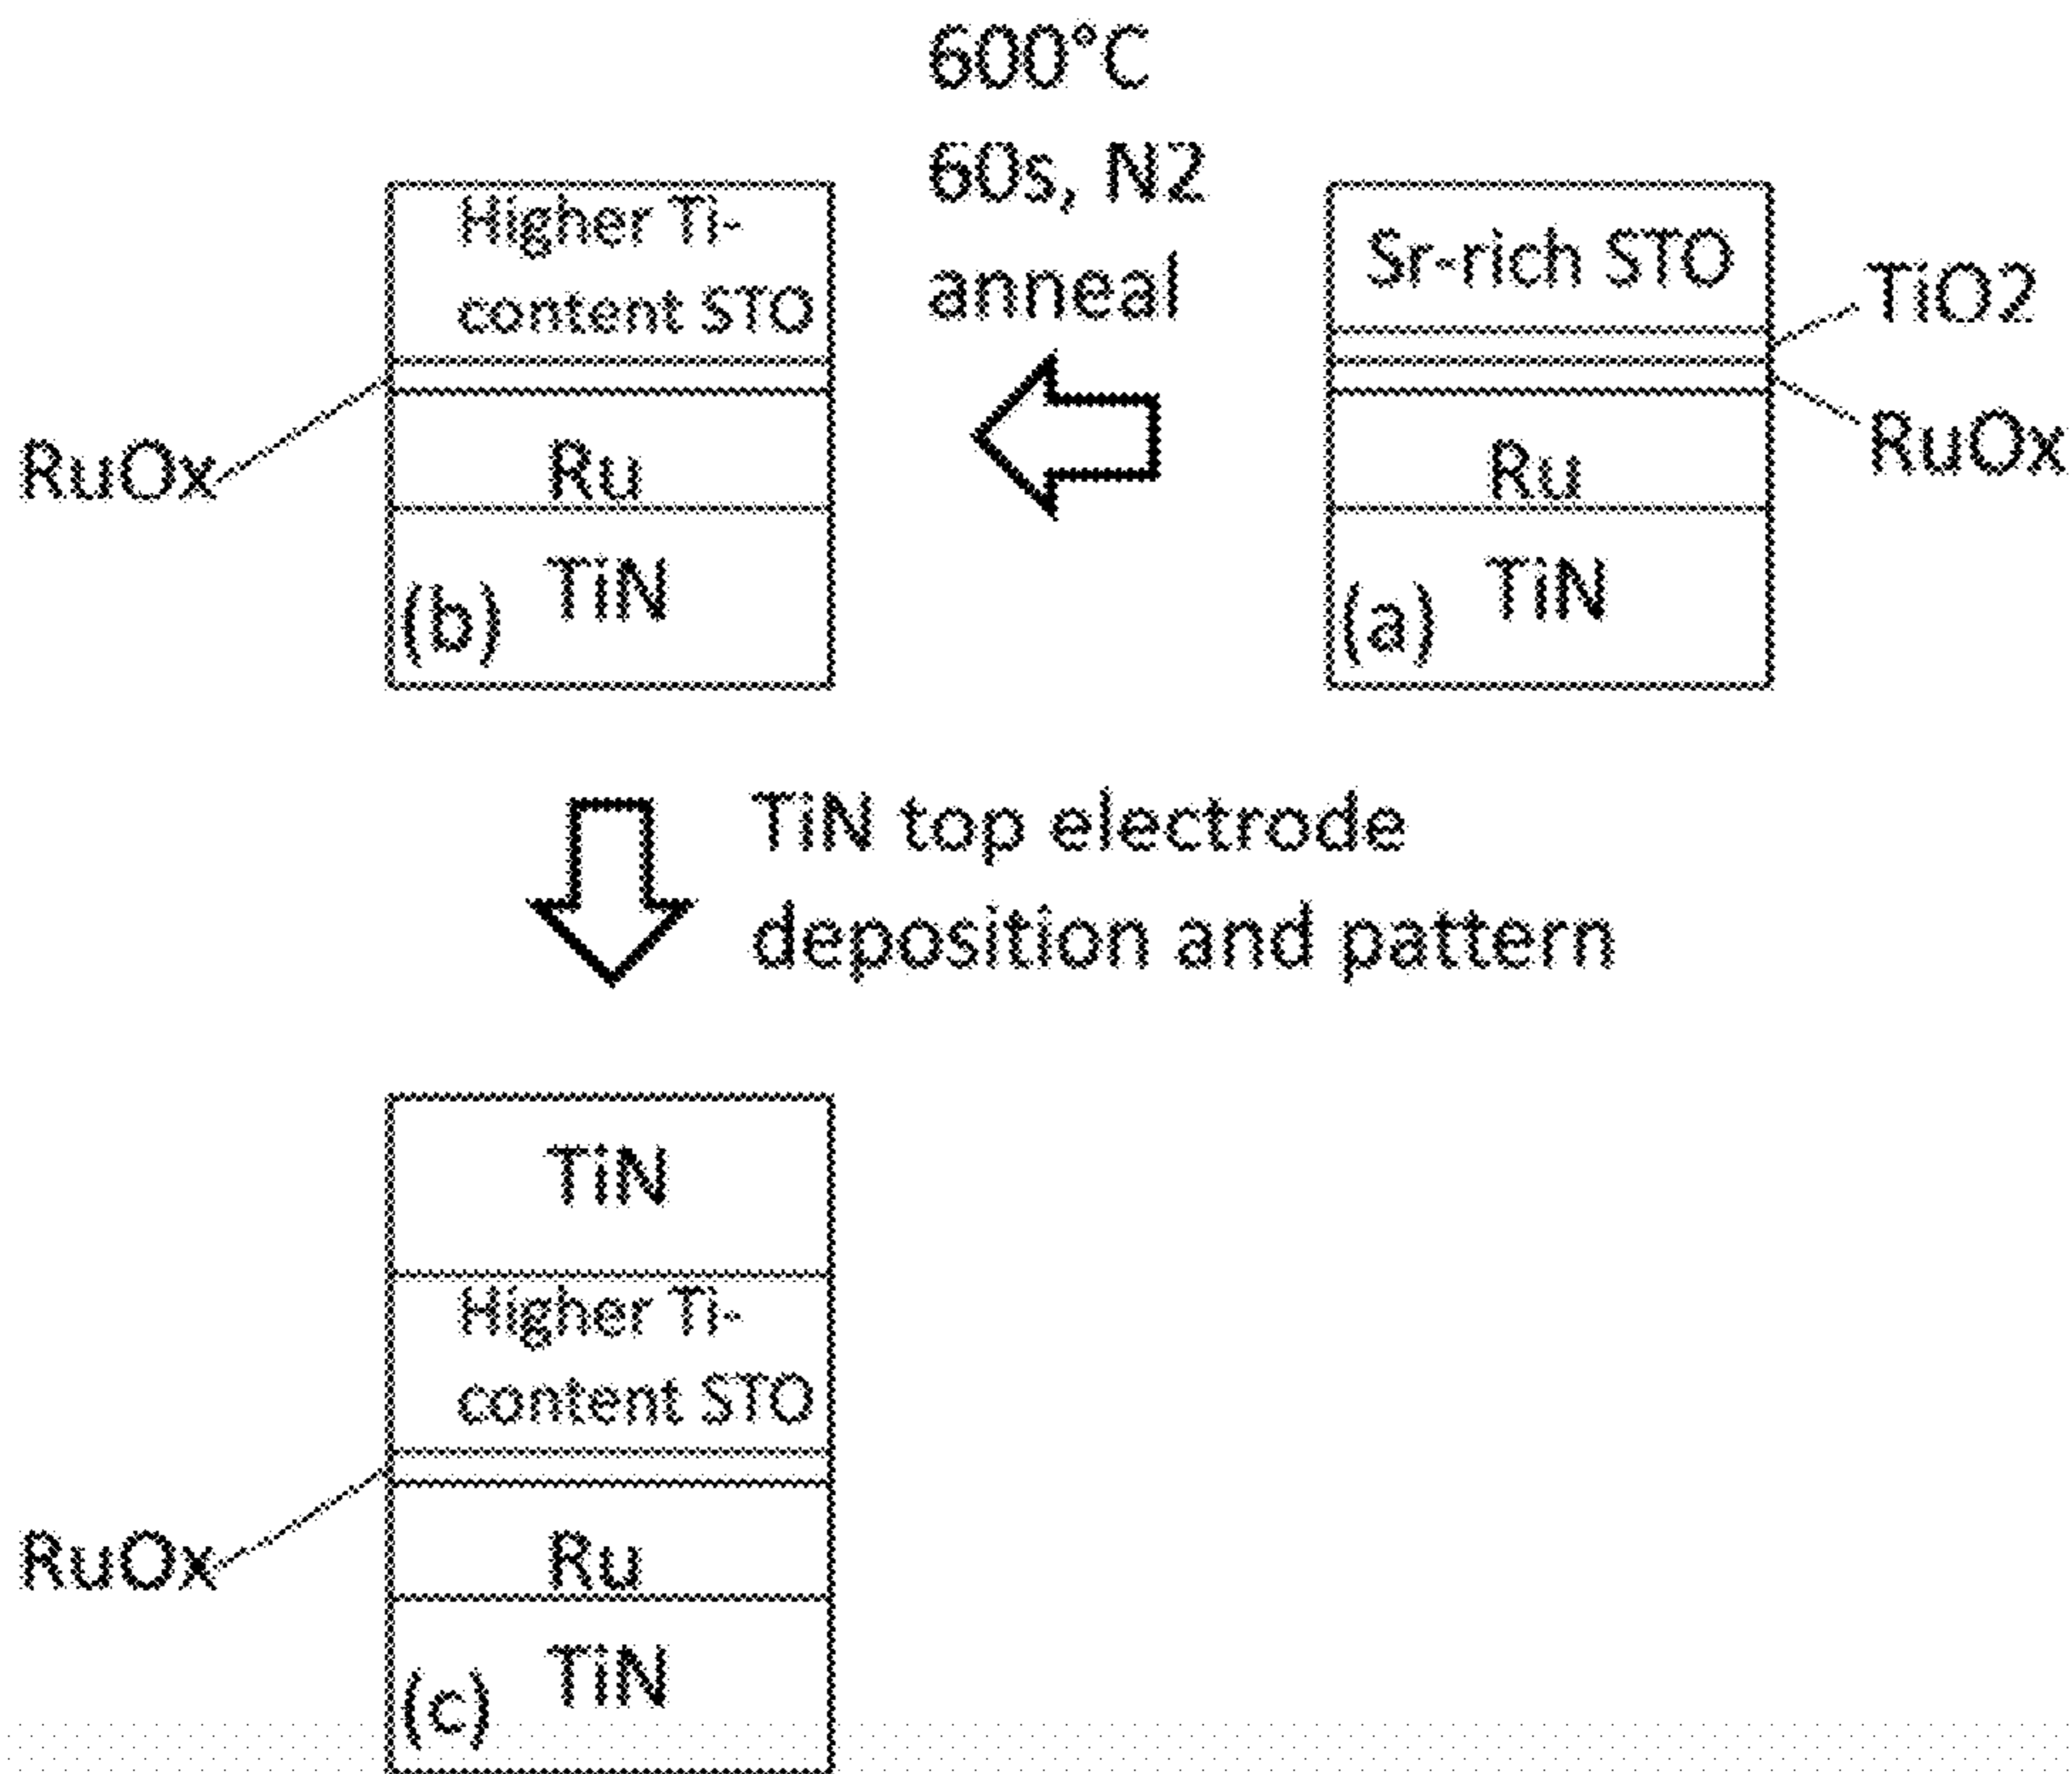 600°C
60s, N2
anneal
Higher Ti-
content STO
RuOx
Ru
TiN
(b)
Sr-rich STO
TiO2
RuOx
Ru
TiN
(a)
TiN top electrode
deposition and pattern
TiN
Higher Ti-
content STO
RuOx
Ru
TiN
(c)